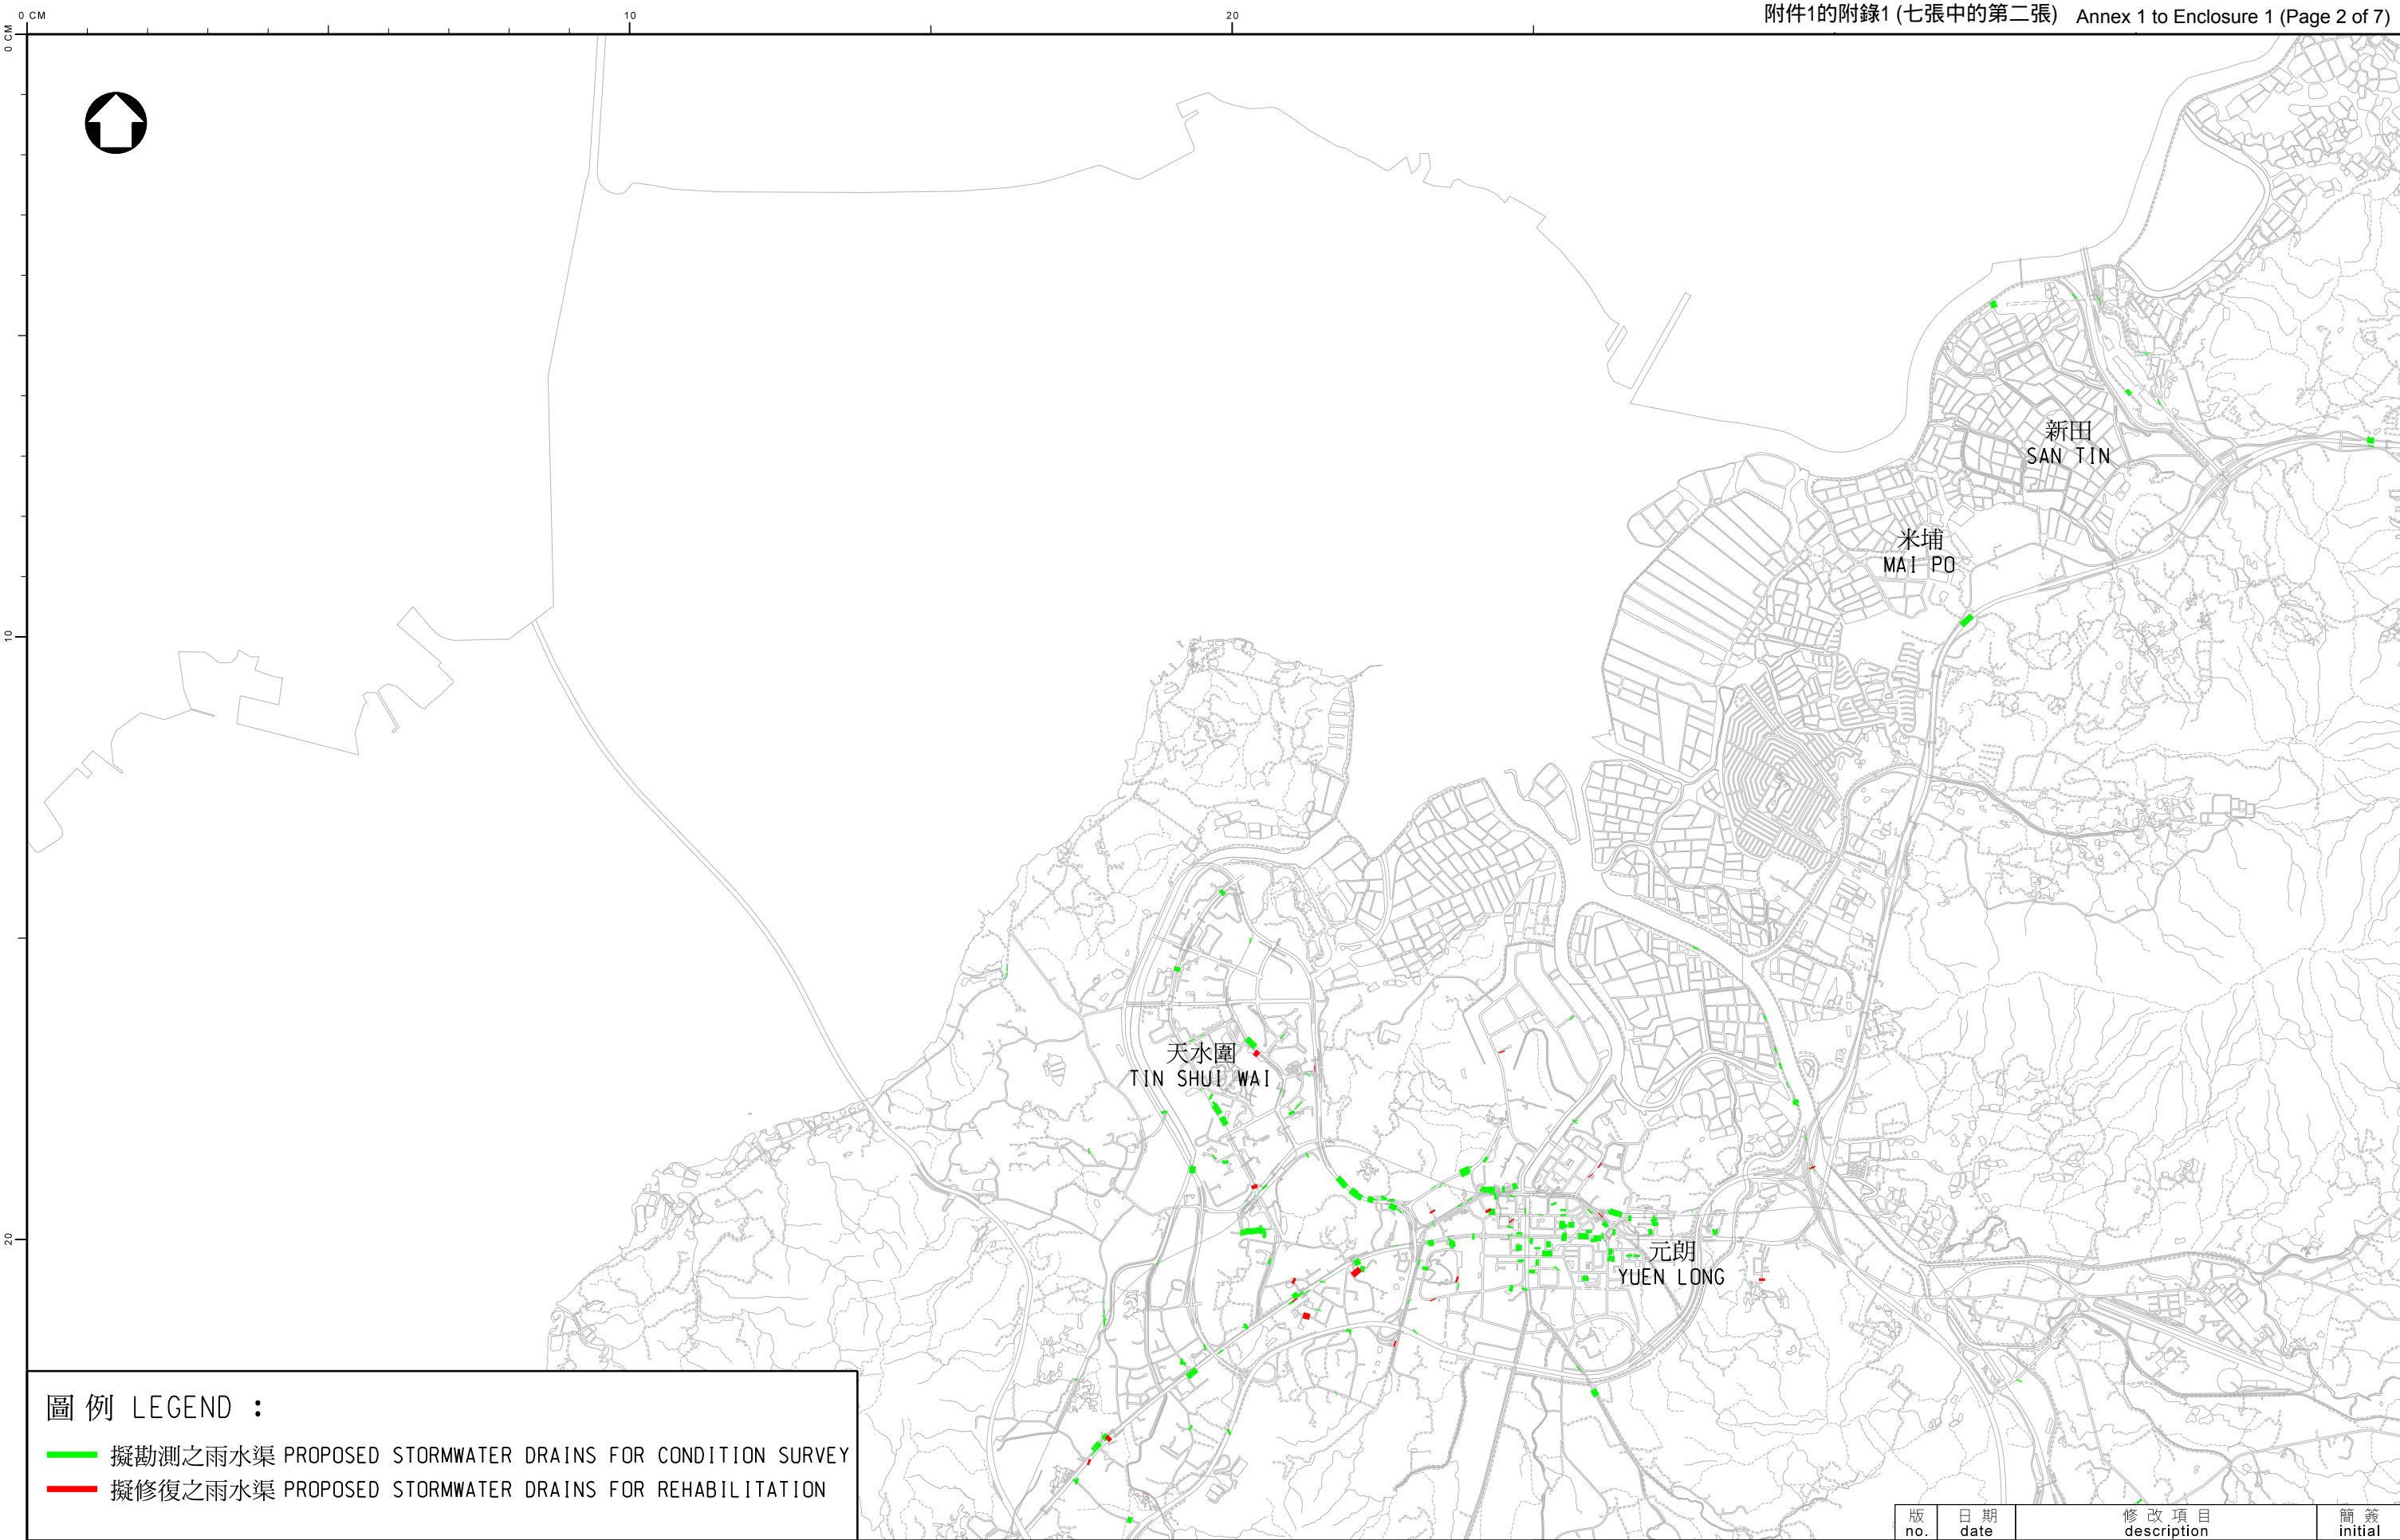 附件1的附錄1 (七張中的第二張) Annex 1 to Enclosure 1 (Page 2 of 7)
0 CM 10 20
0 CM
10
20
新田
SAN TIN
米埔
MAI PO
天水圍
TIN SHUI WAI
元朗
YUEN LONG
圖例 LEGEND :
擬勘測之雨水渠 PROPOSED STORMWATER DRAINS FOR CONDITION SURVEY
擬修復之雨水渠 PROPOSED STORMWATER DRAINS FOR REHABILITATION
版 日期 修改項目 簡簽
no. date description initial